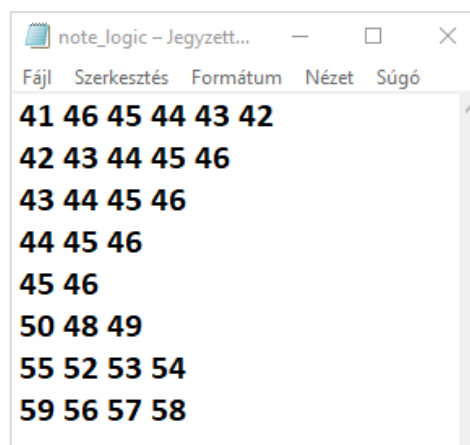 note_logic – Jegyzett...
Fájl Szerkesztés Formátum Nézet Súgó
41 46 45 44 43 42
42 43 44 45 46
43 44 45 46
44 45 46
45 46
50 48 49
55 52 53 54
59 56 57 58